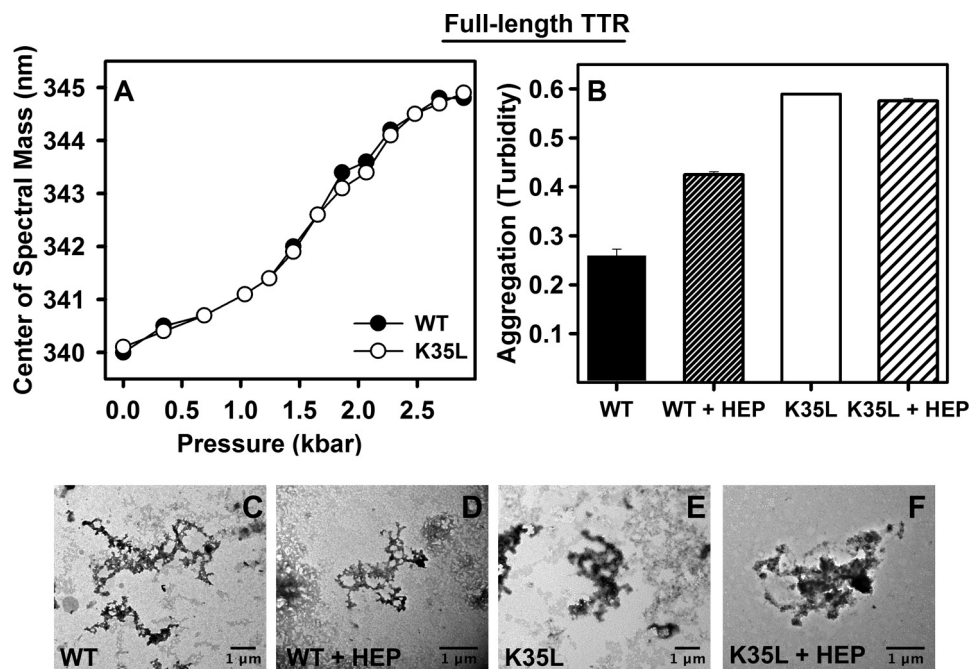 Full-length TTR
A
Center of Spectral Mass (nm)
345
344
343
342
341
340
WT
K35L
0.0 0.5 1.0 1.5 2.0 2.5
Pressure (kbar)
B
Aggregation (Turbidity)
0.6
0.5
0.4
0.3
0.2
0.1
WT WT + HEP K35L K35L + HEP
C
WT
1 µm
D
WT + HEP
1 µm
E
K35L
1 µm
F
K35L + HEP
1 µm